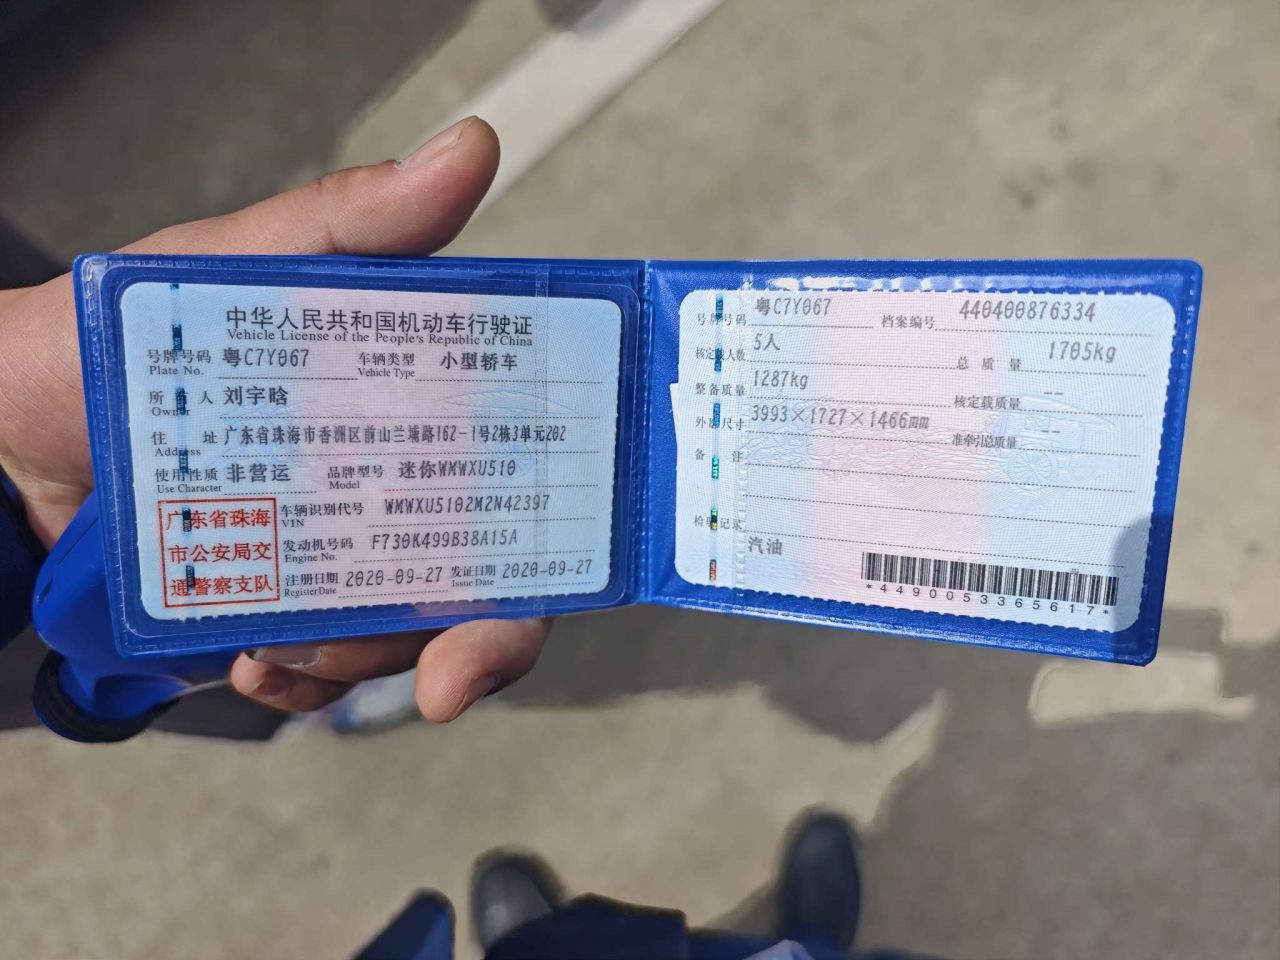 中华人民共和国机动车行驶证
Vehicle License of the People's Republic of China
号牌号码 粤C7Y067 车辆类型 小型轿车
Plate No. Vehicle Type
所有人 刘宇晗
Owner
住址 广东省珠海市香洲区前山兰埔路162-1号2栋3单元202
Address
使用性质 非营运 品牌型号 迷你WMWXU510
Use Character Model
广东省珠海
市公安局交
通警察支队
车辆识别代号 WMWXU5102M2N42397
VIN
发动机号码 F730K499B38A15A
Engine No.
注册日期 2020-09-27 发证日期 2020-09-27
Register Date Issue Date
号牌号码 粤C7Y067 档案编号 440400876334
核定载人数 5人 总质量 1705kg
整备质量 1287kg 核定载质量 --
外廓尺寸 3993×1727×1466mm 准牵引总质量 --
备注
检验记录
汽油
*4490053365617*